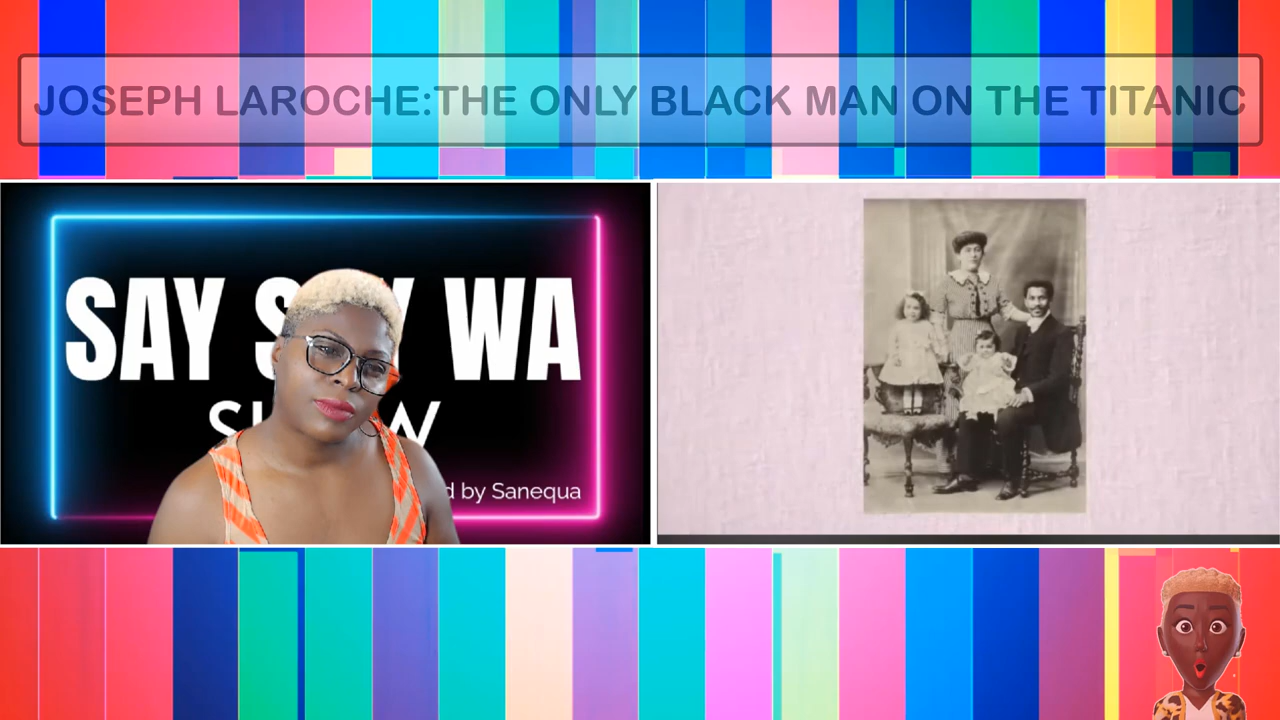 JOSEPH LAROCHE:THE ONLY BLACK MAN ON THE TITANIC
SAY S Y WA
S W
d by Sanequa